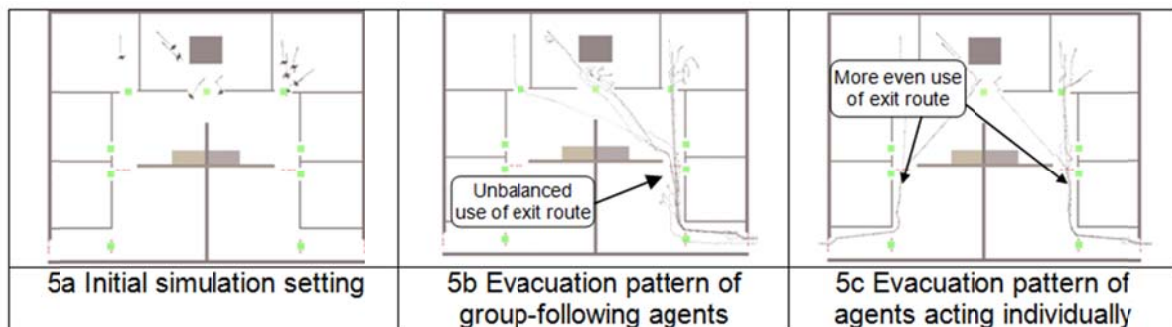 Unbalanced
use of exit route
More even use
of exit route
5a Initial simulation setting
5b Evacuation pattern of
group-following agents
5c Evacuation pattern of
agents acting individually